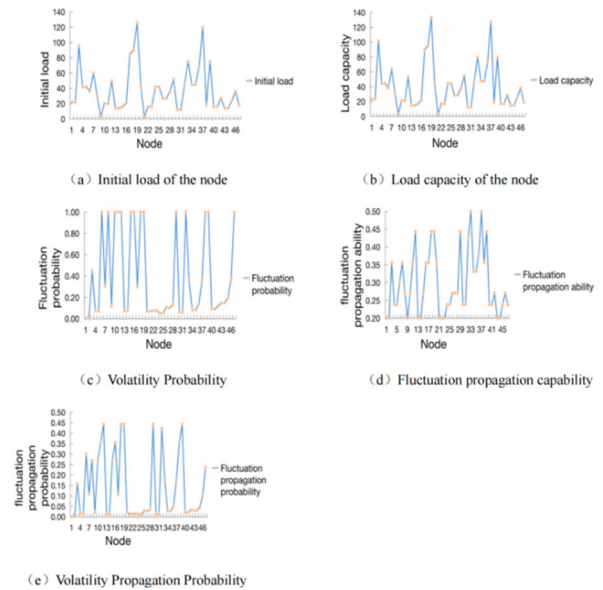 140
120
100
80
60
40
20
0
Initial load
1 4 7 9 10 13 16 19 22 25 28 31 34 37 40 43 46
Node
Initial load
(a) Initial load of the node
140
120
100
80
60
40
20
0
Load capacity
1 4 7 9 10 13 16 19 22 25 28 31 34 37 40 43 46
Node
Load capacity
(b) Load capacity of the node
1.00
0.80
0.60
0.40
0.20
0.00
Fluctuation
probability
1 4 7 10 13 16 19 22 25 28 31 34 37 40 43 46
Node
Fluctuation
probability
(c) Volatility Probability
0.50
0.45
0.40
0.35
0.30
0.25
0.20
fluctuation
propagation ability
1 5 9 13 17 21 25 29 33 37 41 45
Node
Fluctuation
propagation ability
(d) Fluctuation propagation capability
0.50
0.45
0.40
0.35
0.30
0.25
0.20
0.15
0.10
0.05
0.00
fluctuation
propagation
probability
1 4 7 10 13 16 19 22 25 28 31 34 37 40 43 46
Node
Fluctuation
propagation
probability
(e) Volatility Propagation Probability